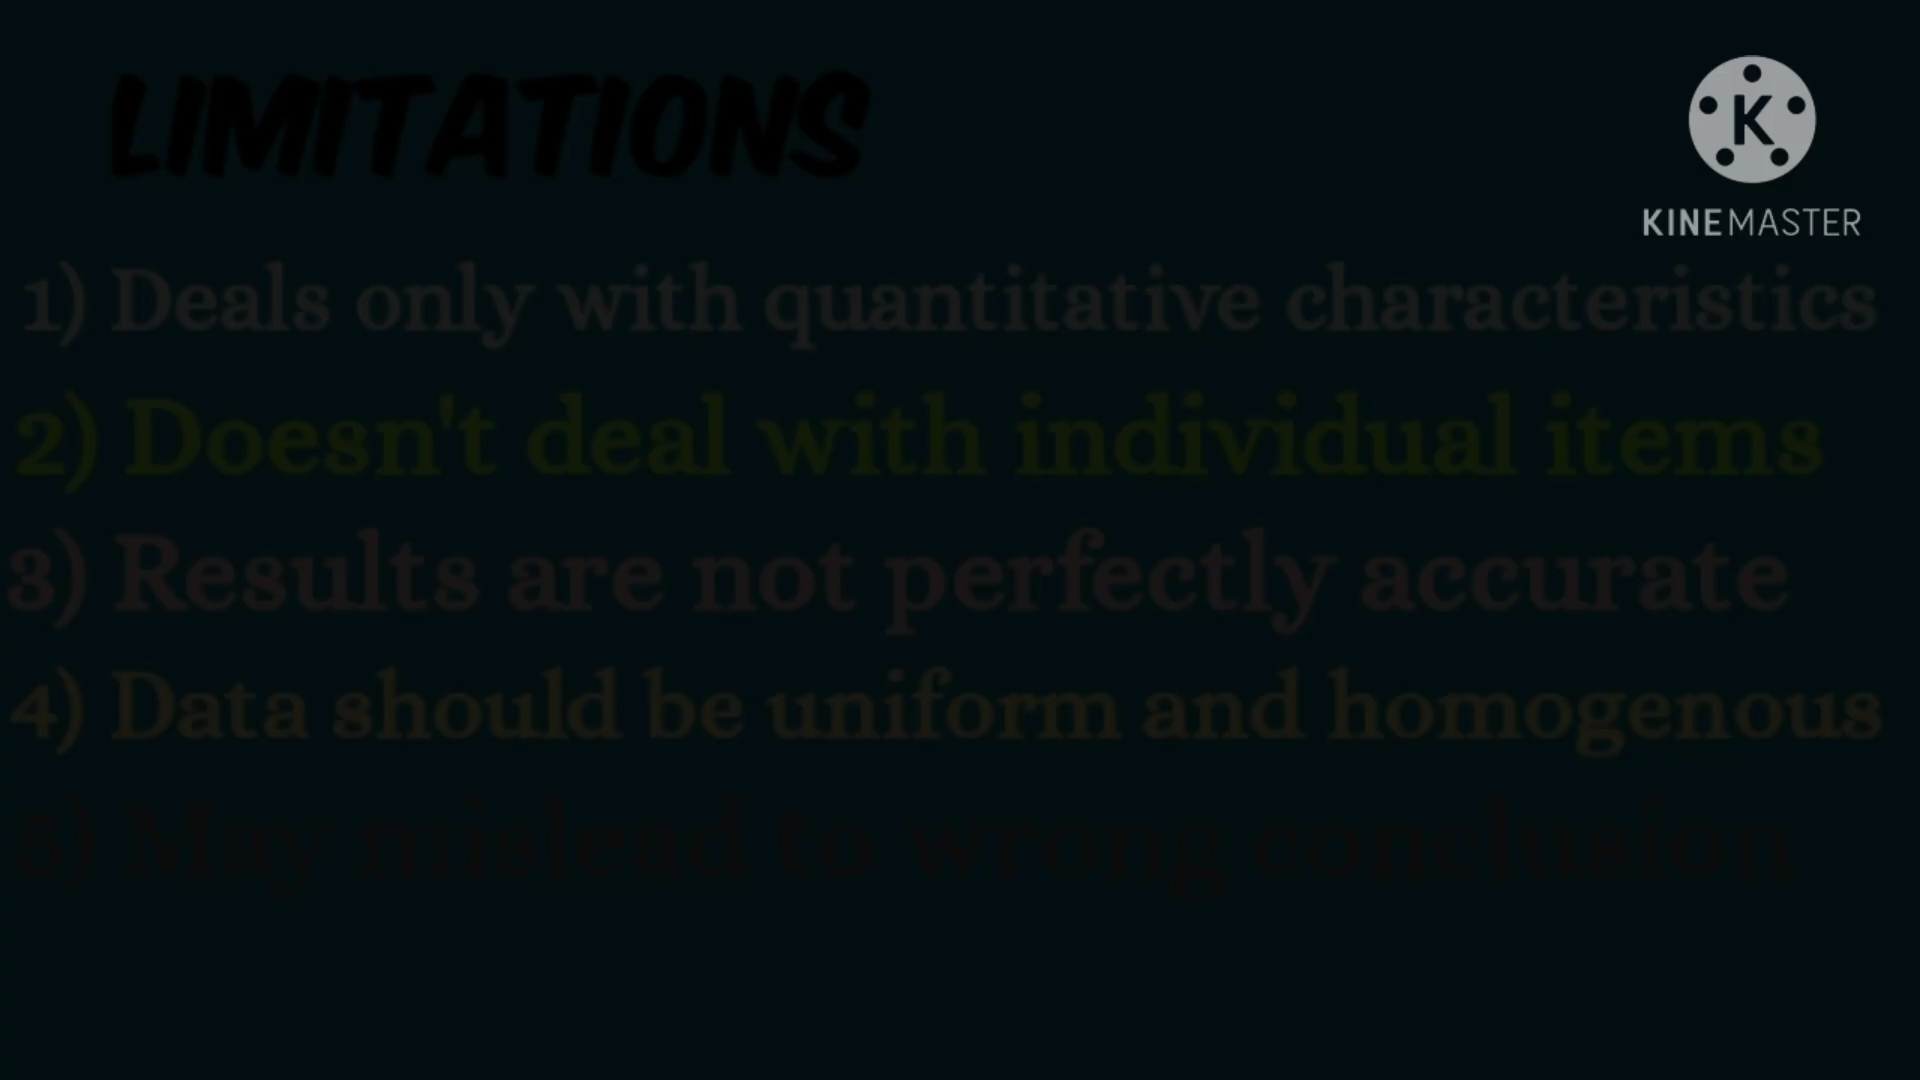 LIMITATIONS
K
KINEMASTER
1) Deals only with quantitative characteristics
2) Doesn't deal with individual items
3) Results are not perfectly accurate
4) Data should be uniform and homogenous
5) May mislead to wrong conclusion